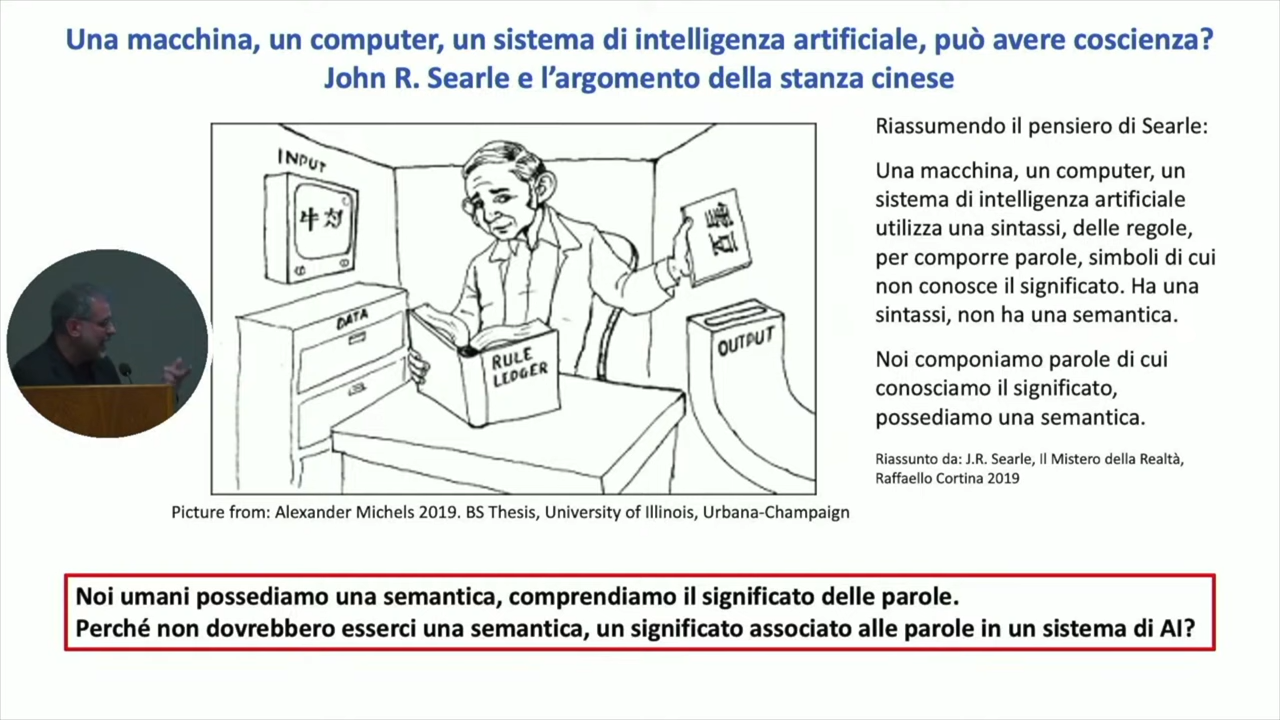 Una macchina, un computer, un sistema di intelligenza artificiale, può avere coscienza?
John R. Searle e l’argomento della stanza cinese
Riassumendo il pensiero di Searle:
Una macchina, un computer, un
sistema di intelligenza artificiale
utilizza una sintassi, delle regole,
per comporre parole, simboli di cui
non conosce il significato. Ha una
sintassi, non ha una semantica.
Noi componiamo parole di cui
conosciamo il significato,
possediamo una semantica.
Riassunto da: J.R. Searle, Il Mistero della Realtà,
Raffaello Cortina 2019
INPUT
DATA
RULE
LEDGER
OUTPUT
Picture from: Alexander Michels 2019. BS Thesis, University of Illinois, Urbana-Champaign
Noi umani possediamo una semantica, comprendiamo il significato delle parole.
Perché non dovrebbero esserci una semantica, un significato associato alle parole in un sistema di AI?